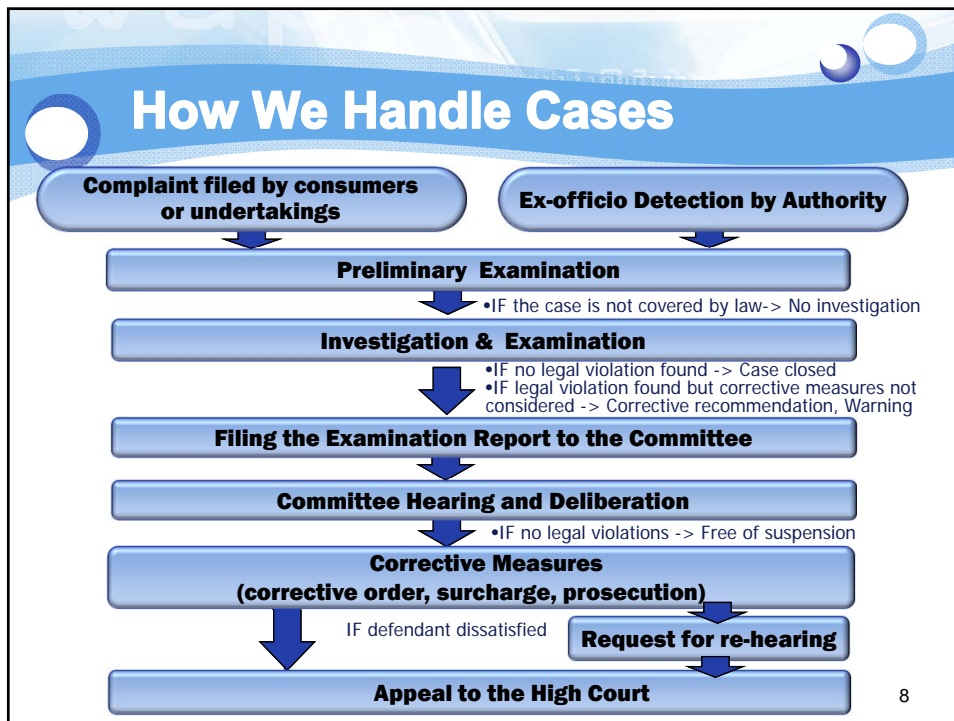 How We Handle Cases
Complaint filed by consumers
or undertakings
Ex-officio Detection by Authority
Preliminary Examination
•IF the case is not covered by law-> No investigation
Investigation & Examination
•IF no legal violation found -> Case closed
•IF legal violation found but corrective measures not
considered -> Corrective recommendation, Warning
Filing the Examination Report to the Committee
Committee Hearing and Deliberation
•IF no legal violations -> Free of suspension
Corrective Measures
(corrective order, surcharge, prosecution)
IF defendant dissatisfied
Request for re-hearing
Appeal to the High Court
8